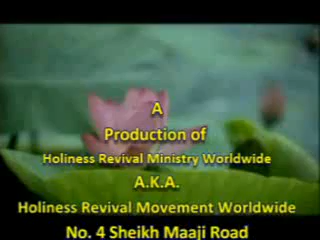 A
Production of
Holiness Revival Ministry Worldwide
A.K.A.
Holiness Revival Movement Worldwide
No. 4 Sheikh Maaji Road